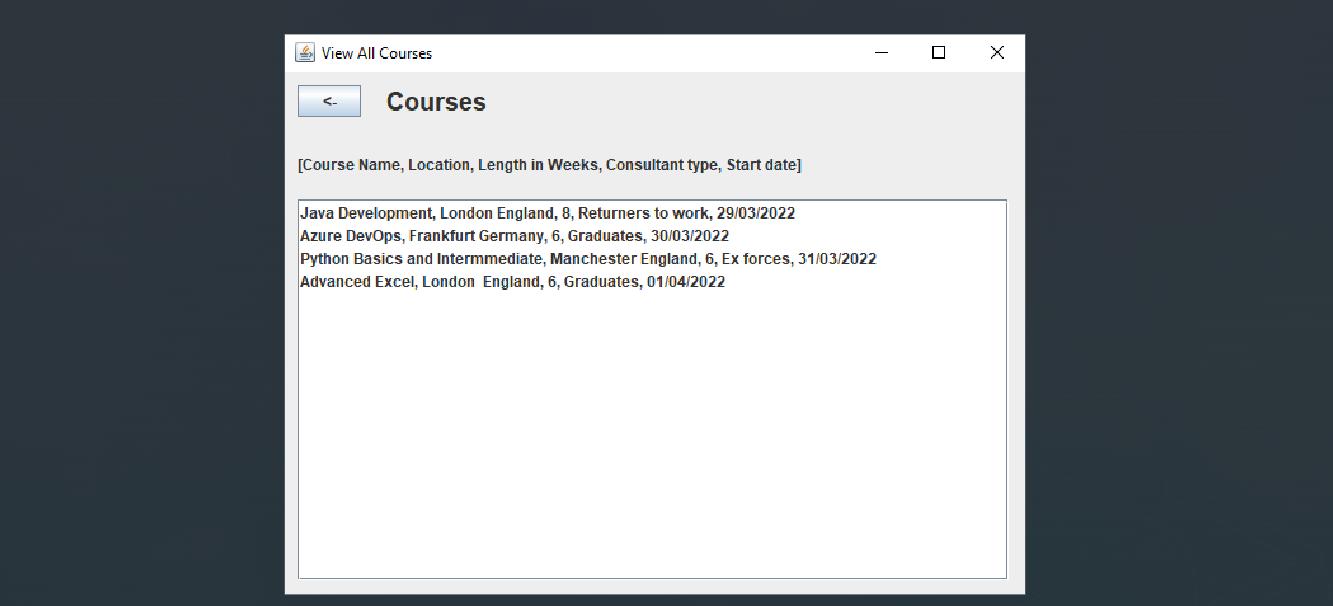 View All Courses
<- Courses
[Course Name, Location, Length in Weeks, Consultant type, Start date]
Java Development, London England, 8, Returners to work, 29/03/2022
Azure DevOps, Frankfurt Germany, 6, Graduates, 30/03/2022
Python Basics and Intermmediate, Manchester England, 6, Ex forces, 31/03/2022
Advanced Excel, London  England, 6, Graduates, 01/04/2022